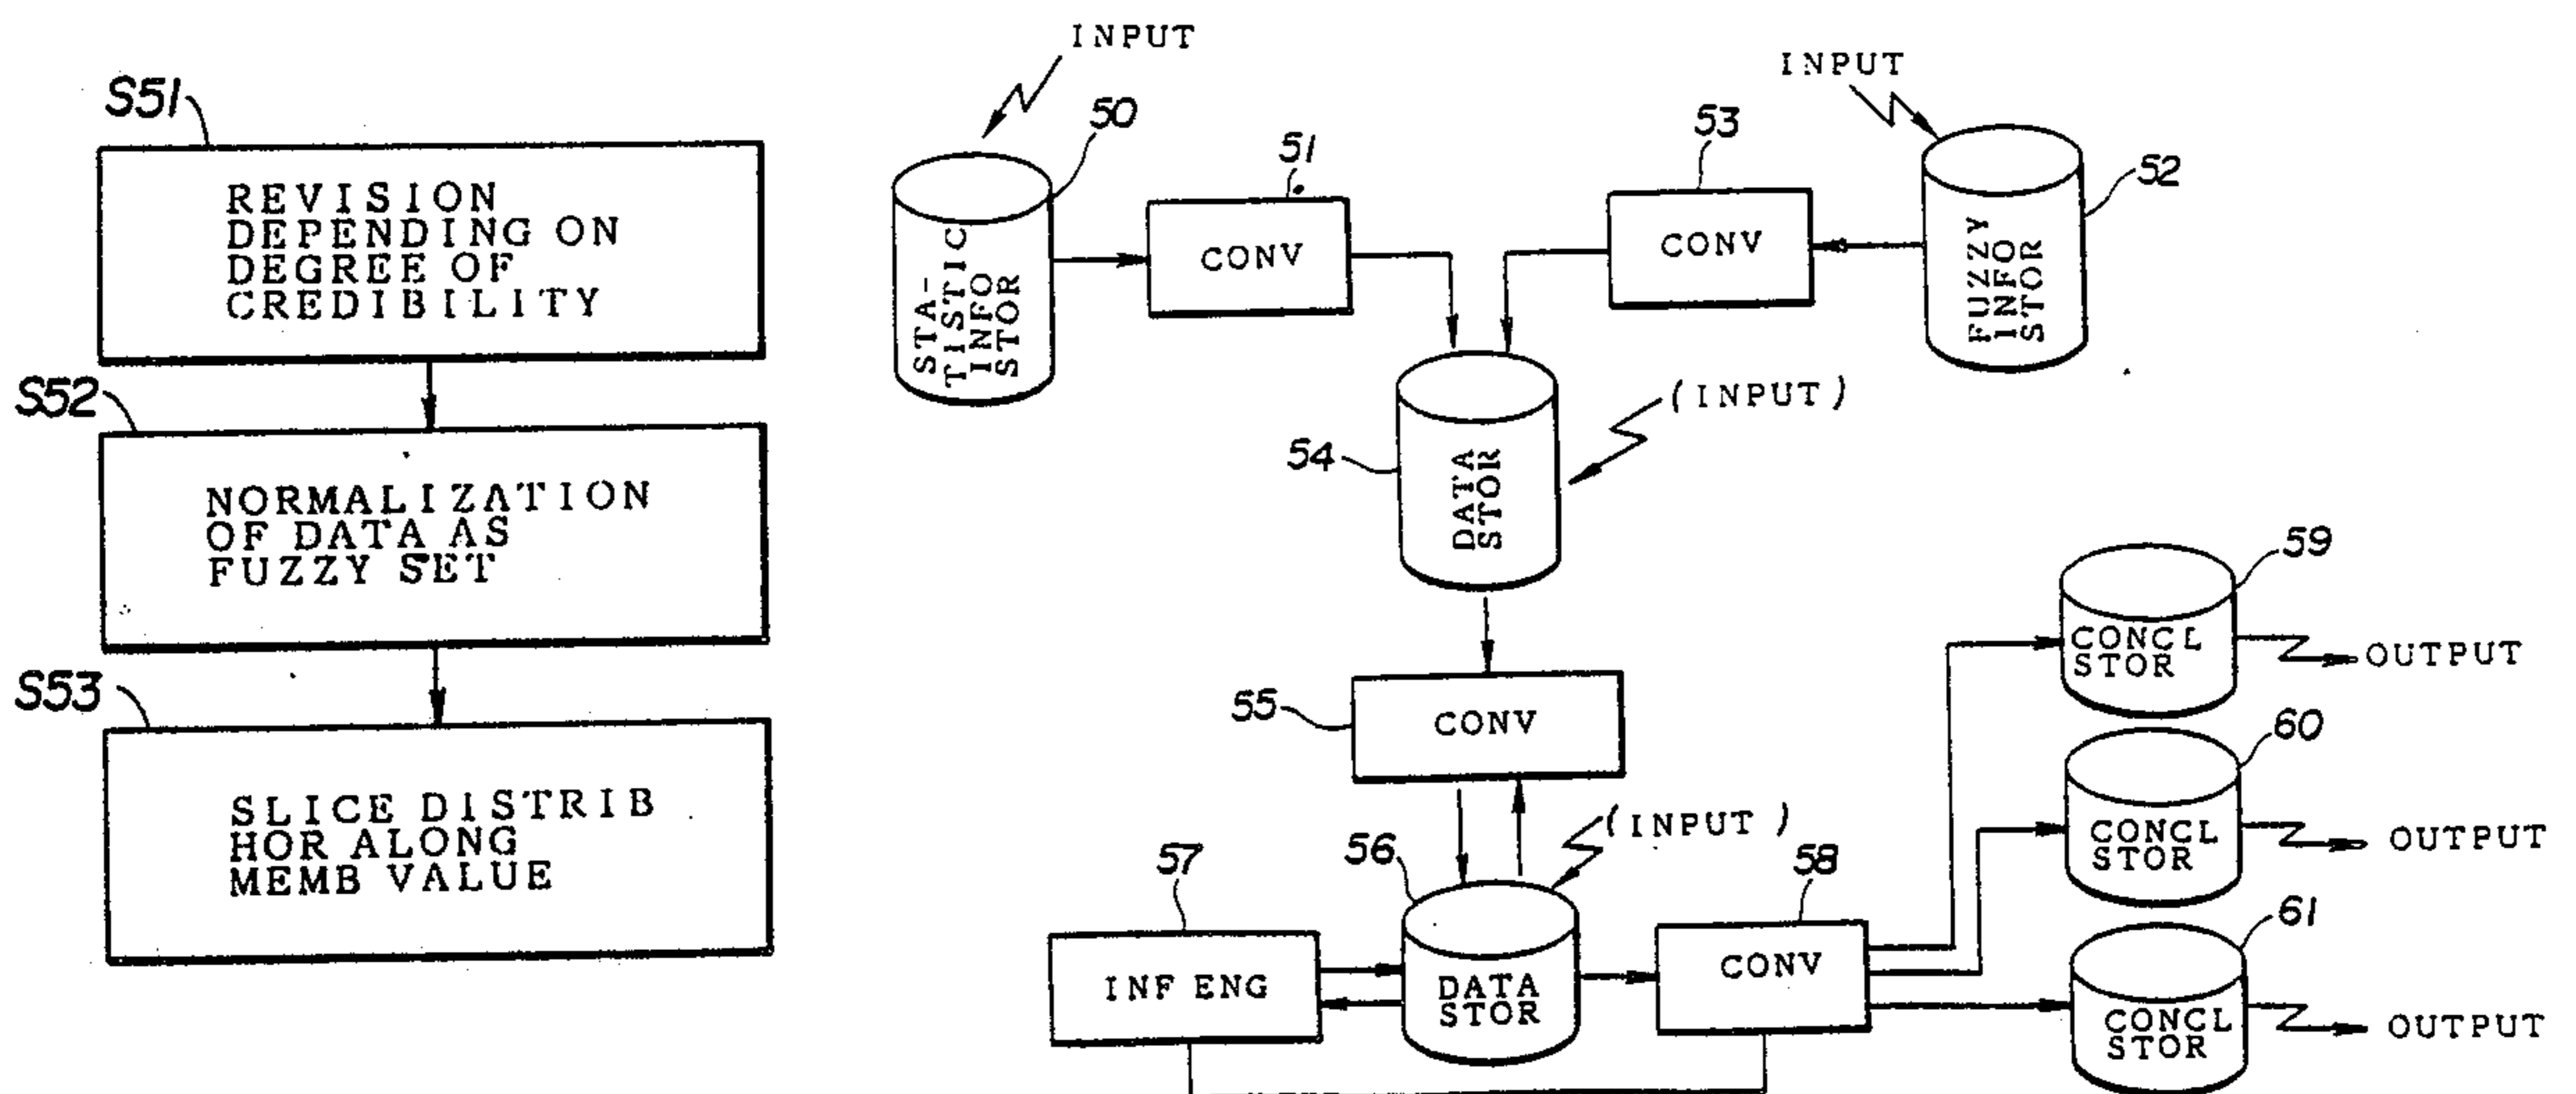 S51
REVISION
DEPENDING ON
DEGREE OF
CREDIBILITY
S52
NORMALIZATION
OF DATA AS
FUZZY SET
S53
SLICE DISTRIB
HOR ALONG
MEMB VALUE
INPUT
50
STA-
TISTIC
INFO
STOR
51
CONV
53
CONV
INPUT
52
FUZZY
INFO
STOR
54
DATA
STOR
(INPUT)
55
CONV
56
DATA
STOR
(INPUT)
57
INF ENG
58
CONV
59
CONCL
STOR
OUTPUT
60
CONCL
STOR
OUTPUT
61
CONCL
STOR
OUTPUT